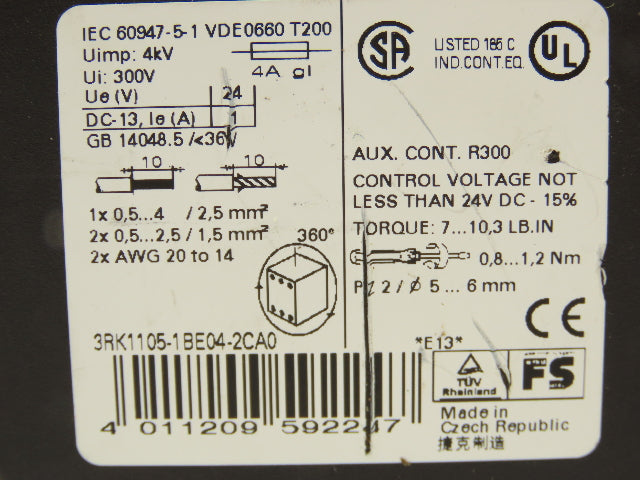 IEC 60947-5-1 VDE0660 T200
Uimp: 4kV
Ui: 300V
4A gl
Ue (V) 24
DC-13, Ie (A) 1
GB 14048.5 /<36V
10 10
1x 0,5...4 / 2,5 mm²
2x 0,5...2,5 / 1,5 mm²
2x AWG 20 to 14
360°
3RK1105-1BE04-2CA0
4 011209 592247
SA
LISTED 165 C
IND.CONT.EQ.
UL
AUX. CONT. R300
CONTROL VOLTAGE NOT
LESS THAN 24V DC - 15%
TORQUE: 7...10,3 LB.IN
0,8...1,2 Nm
PZ 2 / Ø 5 ... 6 mm
CE
*E13*
TÜV
Rheinland
FS
Made in
Czech Republic
捷克制造